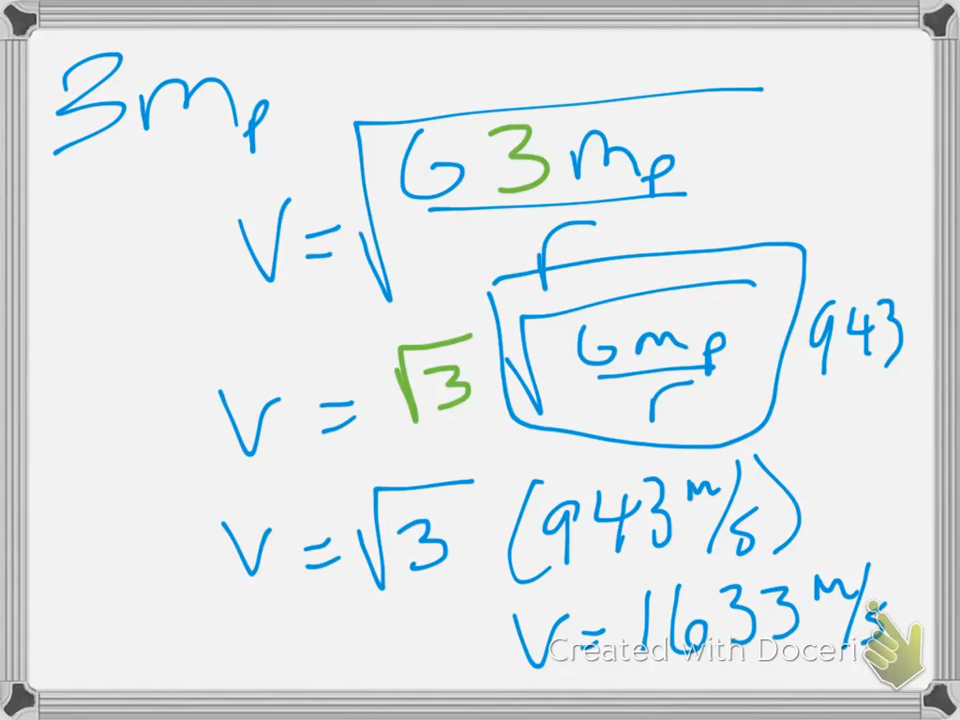 3mp
V = √(G3mp / r)
V = √3 √(Gmp / r) 943
V = √3 (943 m/s)
V = 1633 m/s
Created with Doceri